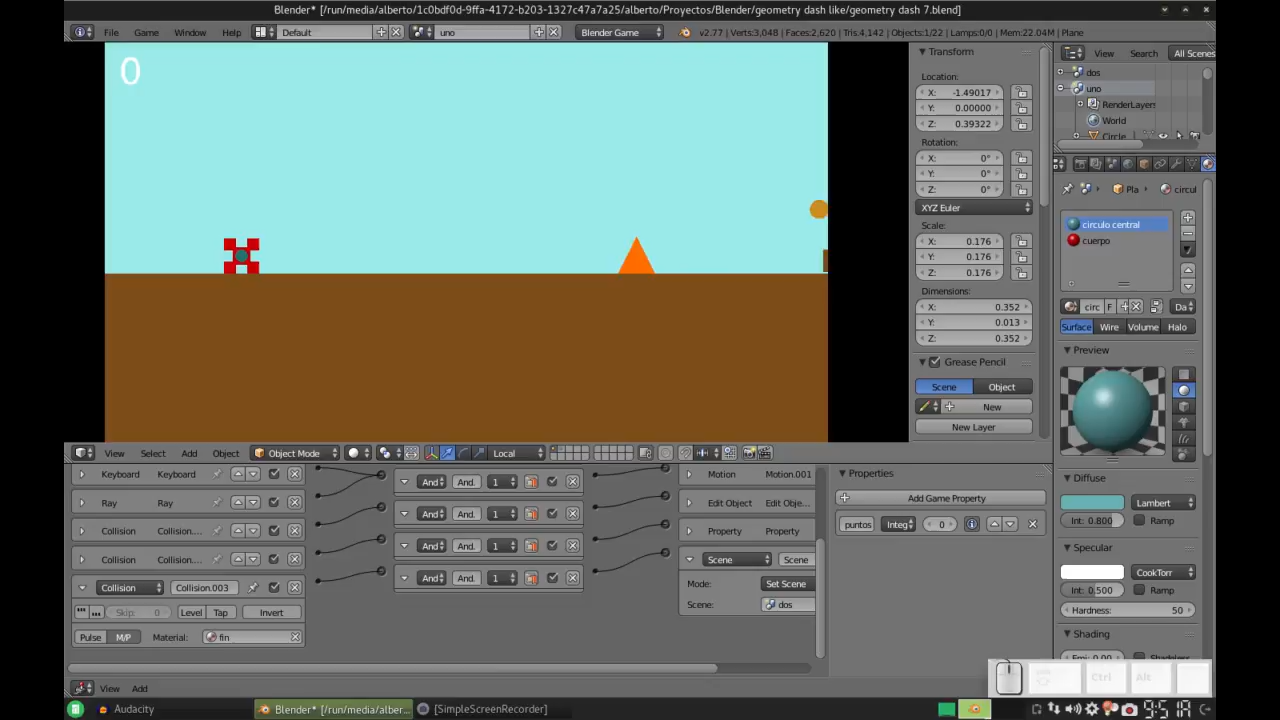 Blender* [/run/media/alberto/1c0bdf0d-9ffa-4172-b203-1327c47a7a25/alberto/Proyectos/Blender/geometry dash like/geometry dash 7.blend]
File Game Window Help Default uno Blender Game v2.77 | Verts:3,048 | Faces:2,620 | Tris:4,142 | Objects:1/22 | Lamps:0/0 | Mem:22.04M | Plane
0
Transform
Location:
X: -1.49017
Y: 0.00000
Z: 0.39322
Rotation:
X: 0°
Y: 0°
Z: 0°
XYZ Euler
Scale:
X: 0.176
Y: 0.176
Z: 0.176
Dimensions:
X: 0.352
Y: 0.013
Z: 0.352
Grease Pencil
Scene Object
New
New Layer
View Search All Scenes
dos
uno
RenderLayers
World
Circle
Pla circul
circulo central
cuerpo
circ F Da
Surface Wire Volume Halo
Preview
Diffuse
Lambert
Int: 0.800 Ramp
Specular
CookTorr
Int: 0.500 Ramp
Hardness: 50
Shading
View Select Add Object Object Mode Local
Keyboard Keyboard And And. 1 Motion Motion.001
Ray Ray And And. 1 Edit Object Edit Obje...
Collision Collision.... And And. 1 Property Property
Collision Collision.... And And. 1 Scene Scene
Collision Collision.003 Mode: Set Scene
Skip: 0 Level Tap Invert Scene: dos
Pulse M/P Material: fin
Properties
Add Game Property
puntos Integ 0
View Add
Ctrl Alt
Audacity Blender* [/run/media/alber... [SimpleScreenRecorder]